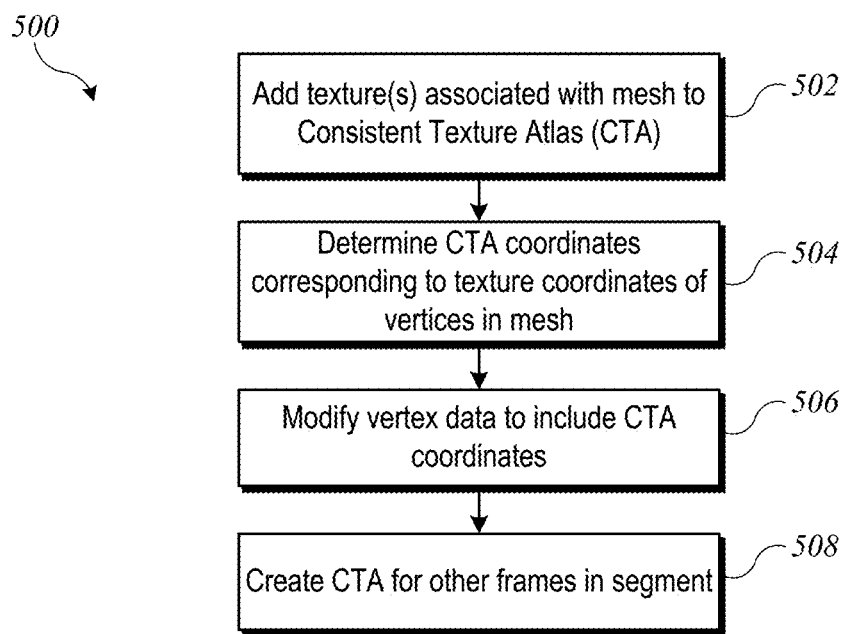 500
Add texture(s) associated with mesh to
Consistent Texture Atlas (CTA)
502
Determine CTA coordinates
corresponding to texture coordinates of
vertices in mesh
504
Modify vertex data to include CTA
coordinates
506
Create CTA for other frames in segment
508